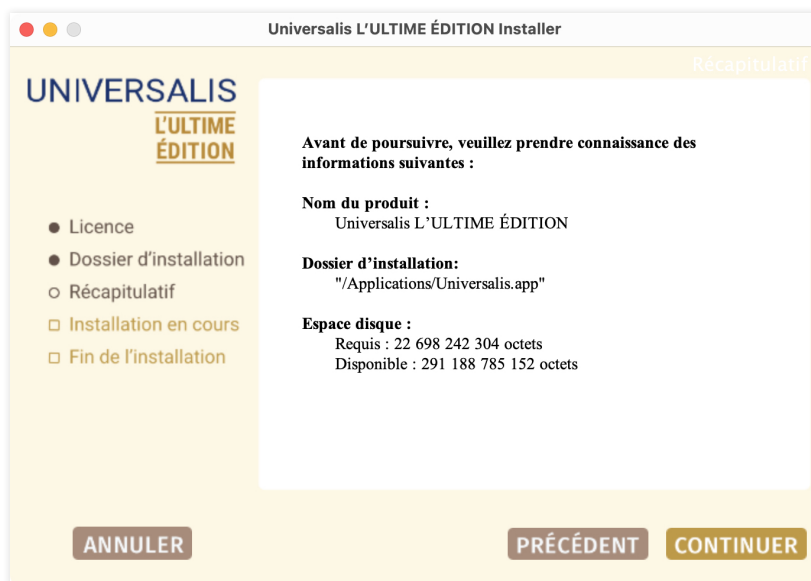 Universalis L’ULTIME ÉDITION Installer
Récapitulatif
UNIVERSALIS
L'ULTIME
ÉDITION
Licence
Dossier d’installation
Récapitulatif
Installation en cours
Fin de l’installation
Avant de poursuivre, veuillez prendre connaissance des
informations suivantes :
Nom du produit :
Universalis L’ULTIME ÉDITION
Dossier d’installation:
"/Applications/Universalis.app"
Espace disque :
Requis : 22 698 242 304 octets
Disponible : 291 188 785 152 octets
ANNULER
PRÉCÉDENT
CONTINUER